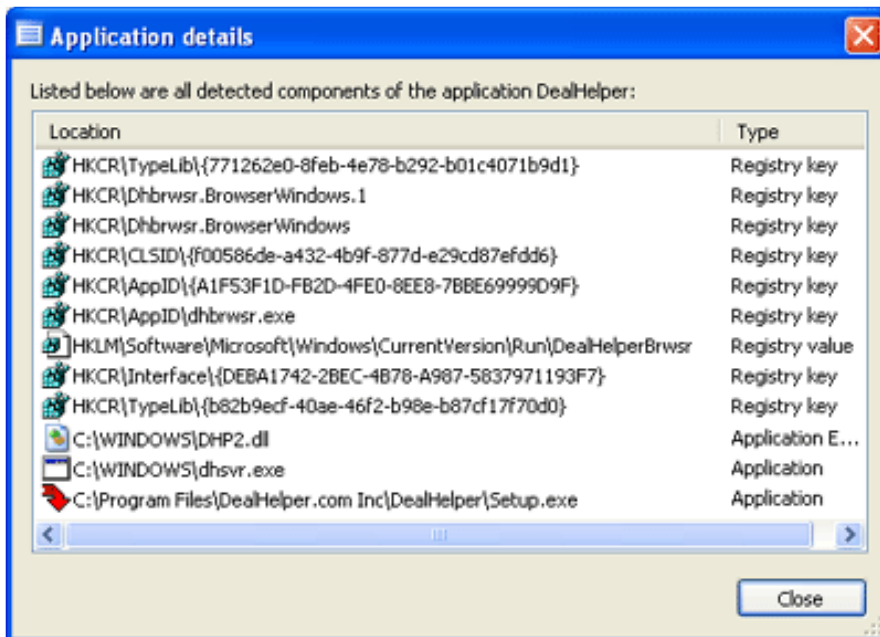 Application details
Listed below are all detected components of the application DealHelper:
Location Type
HKCR\TypeLib\{771262e0-8feb-4e78-b292-b01c4071b9d1} Registry key
HKCR\Dhbrwsr.BrowserWindows.1 Registry key
HKCR\Dhbrwsr.BrowserWindows Registry key
HKCR\CLSID\{f00586de-a432-4b9f-877d-e29cd87efdd6} Registry key
HKCR\AppID\{A1F53F1D-FB2D-4FE0-8EE8-7BBE69999D9F} Registry key
HKCR\AppID\dhbrwsr.exe Registry key
HKLM\Software\Microsoft\Windows\CurrentVersion\Run\DealHelperBrwsr Registry value
HKCR\Interface\{DEBA1742-2BEC-4B78-A987-5837971193F7} Registry key
HKCR\TypeLib\{b82b9ecf-40ae-46f2-b98e-b87cf17f70d0} Registry key
C:\WINDOWS\DHP2.dll Application E...
C:\WINDOWS\dhsvr.exe Application
C:\Program Files\DealHelper.com Inc\DealHelper\Setup.exe Application
Close